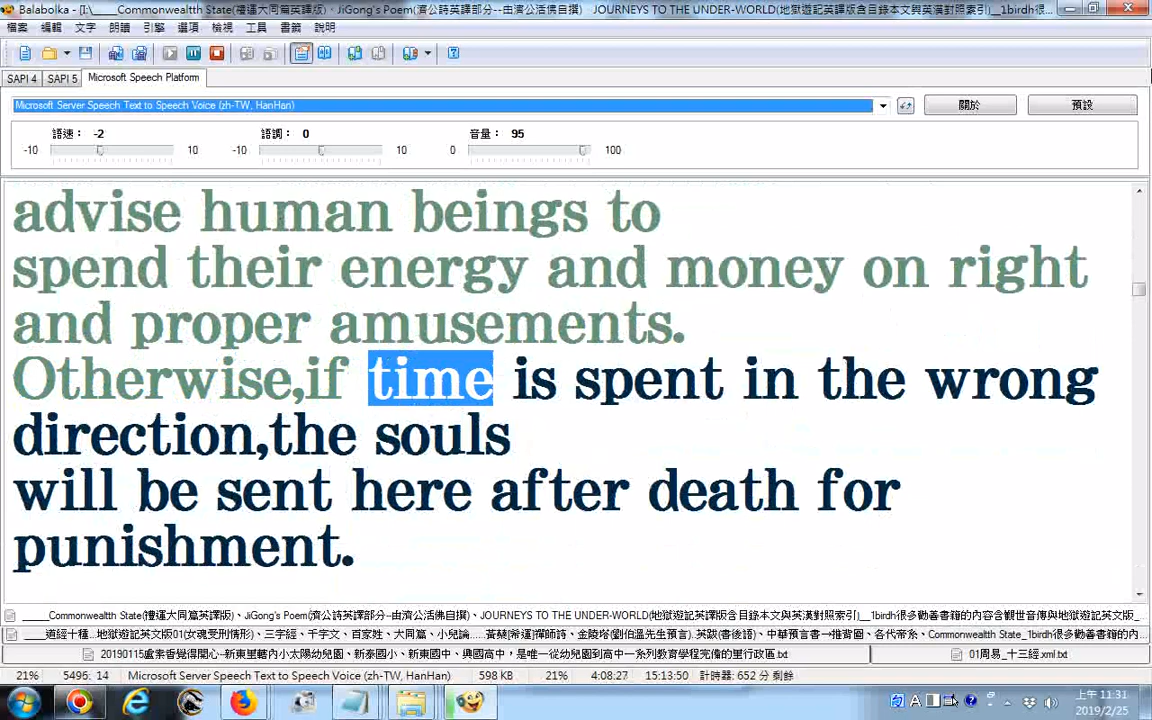 Balabolka - [I:\_____Commonwealth State(禮運大同篇英譯版)、JiGong's Poem(濟公詩英譯部分--由濟公活佛自撰) JOURNEYS TO THE UNDER-WORLD(地獄遊記英譯版含目錄本文與英漢對照索引)__1birdh很...
檔案 編輯 文字 朗讀 引擎 選項 檢視 工具 書籤 說明
SAPI 4 SAPI 5 Microsoft Speech Platform
Microsoft Server Speech Text to Speech Voice (zh-TW, HanHan) 關於 預設
語速： -2 語調： 0 音量： 95
-10 10 -10 10 0 100
advise human beings to
spend their energy and money on right
and proper amusements.
Otherwise,if time is spent in the wrong
direction,the souls
will be sent here after death for
punishment.
_____Commonwealtth State(禮運大同篇英譯版)、JiGong's Poem(濟公詩英譯部分--由濟公活佛自撰)、JOURNEYS TO THE UNDER-WORLD(地獄遊記英譯版含目錄本文與英漢對照索引)__1birdh很多勸善書籍的內容含觀世音傳與地獄遊記英文版_...
_____道經十種...地獄遊記英文版01(女魂受刑情形)、三字經、千字文、百家姓、大同篇、小兒論......黃蘗[希運]禪師詩、金陵塔(劉伯溫先生預言)、中華預言書一推背圖、各代帝系、Commonwealth State_1birdh很多勸善書籍的內...
20190115盧素香覺得開心--新東里轄內小太陽幼兒園、新泰國小、新東國中、興國高中，是唯一從幼兒園到高中一系列教育學程完備的里行政區.txt 01周易_十三經.xml.txt
21% 5496: 14 Microsoft Server Speech Text to Speech Voice (zh-TW, HanHan) 598 KB 21% 4:08:27 15:13:50 計時器：652 分 剩餘
上午 11:31
2019/2/25